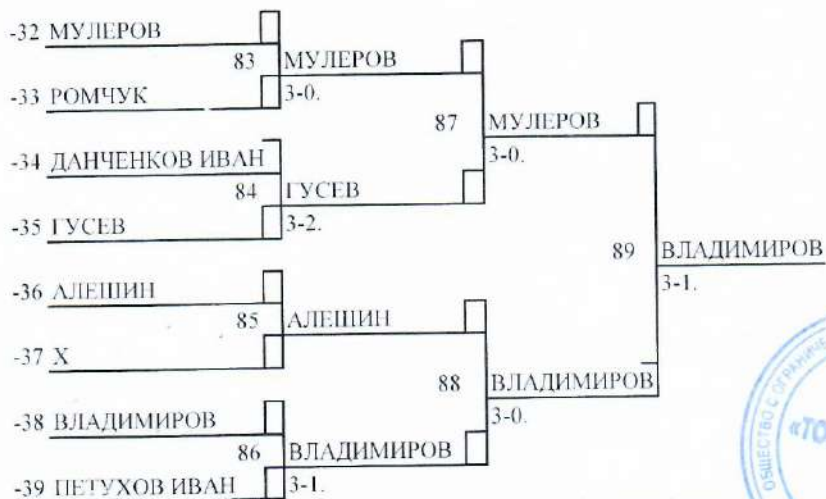 -32 МУЛЕРОВ
83 МУЛЕРОВ
-33 РОМЧУК 3-0.
87 МУЛЕРОВ
3-0.
-34 ДАНЧЕНКОВ ИВАН
84 ГУСЕВ
-35 ГУСЕВ 3-2.
89 ВЛАДИМИРОВ
3-1.
-36 АЛЕШИН
85 АЛЕШИН
-37 Х
88 ВЛАДИМИРОВ
3-0.
-38 ВЛАДИМИРОВ
86 ВЛАДИМИРОВ
-39 ПЕТУХОВ ИВАН 3-1.
ОБЩЕСТВО С